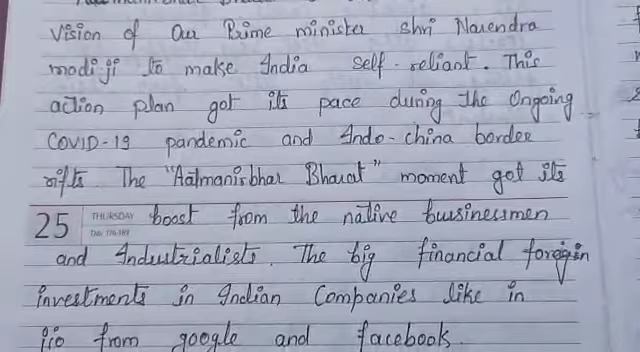 vision of our Prime minister shri Narendra
modi ji to make India self-reliant. This
action plan got its pace during the Ongoing
COVID-19 pandemic and Indo-china border
rifts. The "Aatmanirbhar Bharat" moment got its
25 THURSDAY boost from the native businessmen
and Industrialists. The big financial foreign
investments in Indian Companies like in
jio from google and facebook.